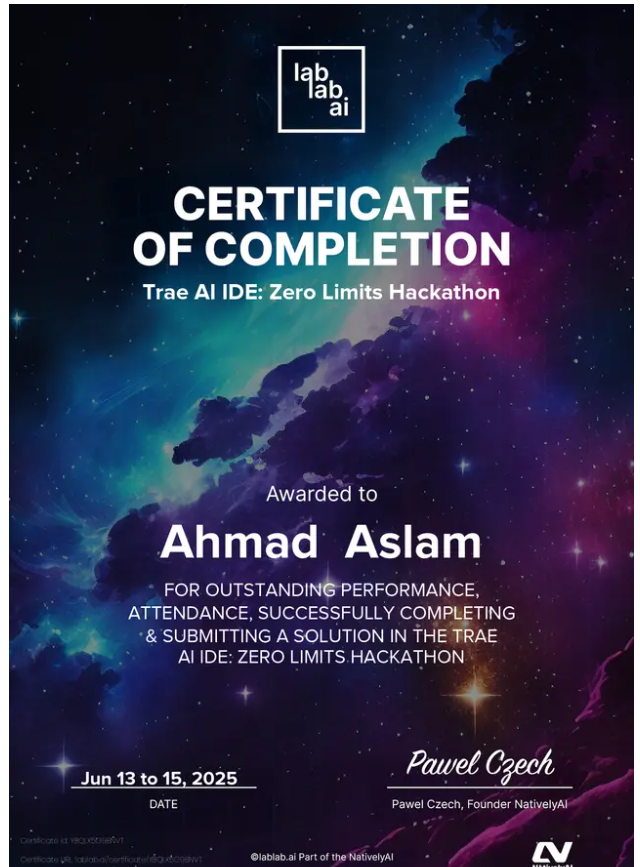 lab
lab
ai
CERTIFICATE
OF COMPLETION
Trae AI IDE: Zero Limits Hackathon
Awarded to
Ahmad Aslam
FOR OUTSTANDING PERFORMANCE,
ATTENDANCE, SUCCESSFULLY COMPLETING
& SUBMITTING A SOLUTION IN THE TRAE
AI IDE: ZERO LIMITS HACKATHON
Jun 13 to 15, 2025
DATE
Pawel Czech
Pawel Czech, Founder NativelyAI
Certificate id:
Certificate URL:
©lablab.ai Part of the NativelyAI